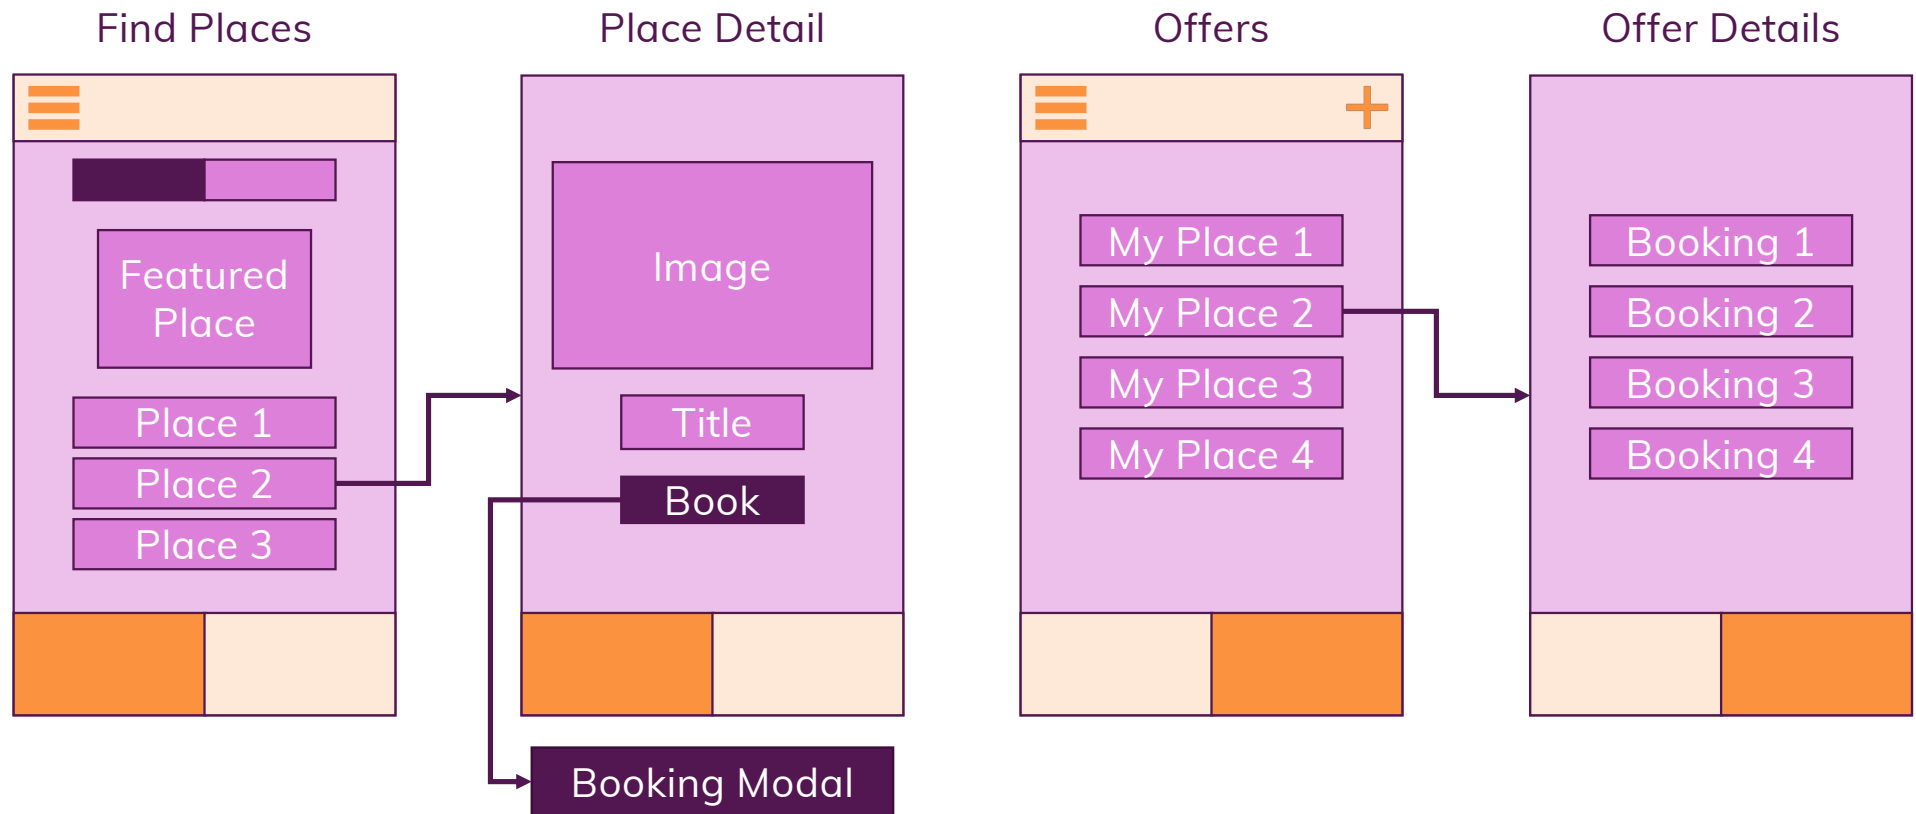 Find Places
Featured
Place
Place 1
Place 2
Place 3
Place Detail
Image
Title
Book
Booking Modal
Offers
My Place 1
My Place 2
My Place 3
My Place 4
Offer Details
Booking 1
Booking 2
Booking 3
Booking 4